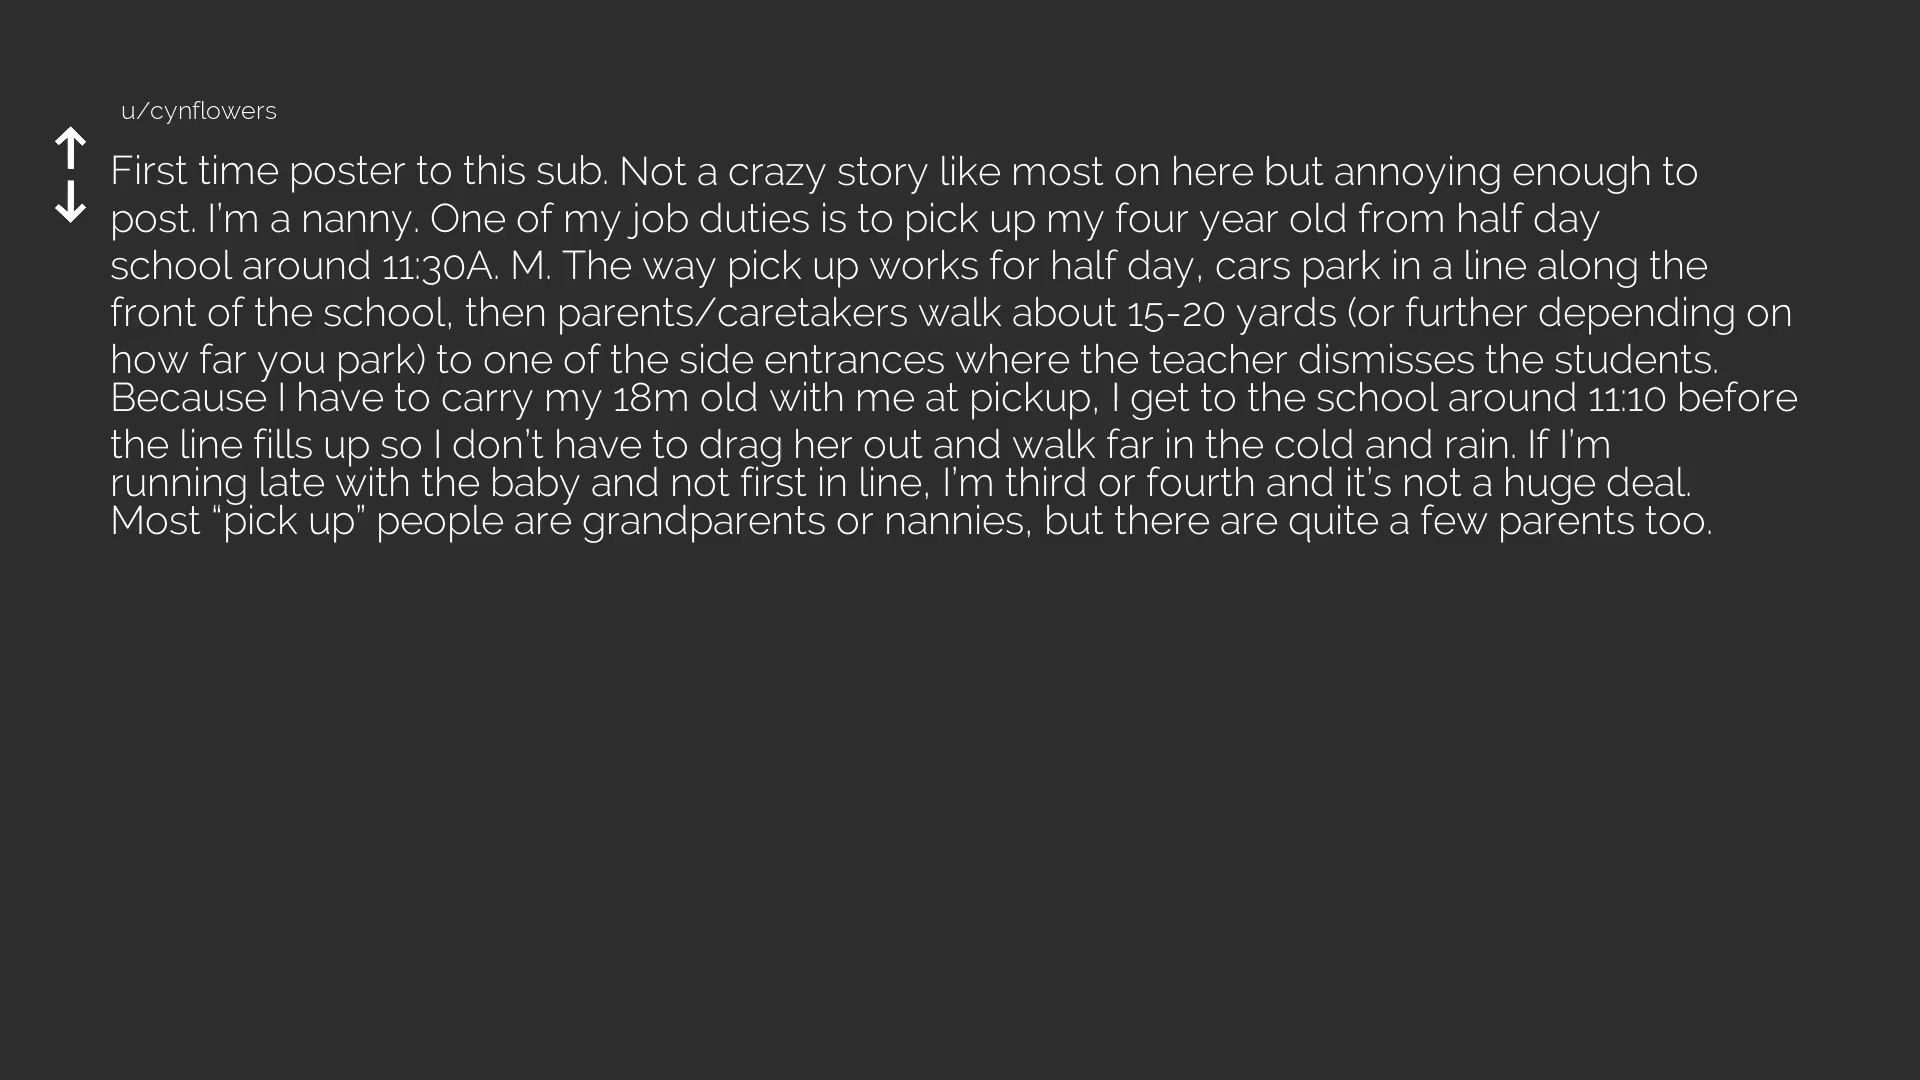 u/cynflowers
First time poster to this sub. Not a crazy story like most on here but annoying enough to
post. I’m a nanny. One of my job duties is to pick up my four year old from half day
school around 11:30A. M. The way pick up works for half day, cars park in a line along the
front of the school, then parents/caretakers walk about 15-20 yards (or further depending on
how far you park) to one of the side entrances where the teacher dismisses the students.
Because I have to carry my 18m old with me at pickup, I get to the school around 11:10 before
the line fills up so I don’t have to drag her out and walk far in the cold and rain. If I’m
running late with the baby and not first in line, I’m third or fourth and it’s not a huge deal.
Most “pick up” people are grandparents or nannies, but there are quite a few parents too.